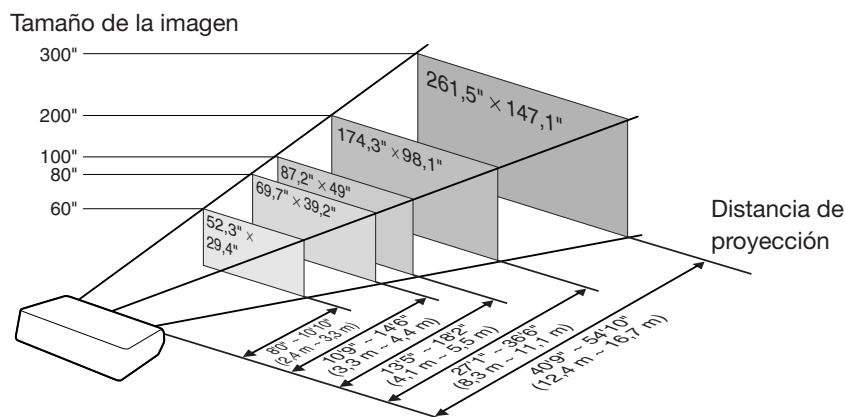 Tamaño de la imagen
300"
200"
100"
80"
60"
261,5" × 147,1"
174,3" × 98,1"
87,2" × 49"
69,7" × 39,2"
52,3" ×
29,4"
Distancia de
proyección
8'0" ~ 10'10"
(2,4 m ~ 3,3 m)
10'9" ~ 14'6"
(3,3 m ~ 4,4 m)
13'5" ~ 18'2"
(4,1 m ~ 5,5 m)
27'1" ~ 36'6"
(8,3 m ~ 11,1 m)
40'9" ~ 54'10"
(12,4 m ~ 16,7 m)